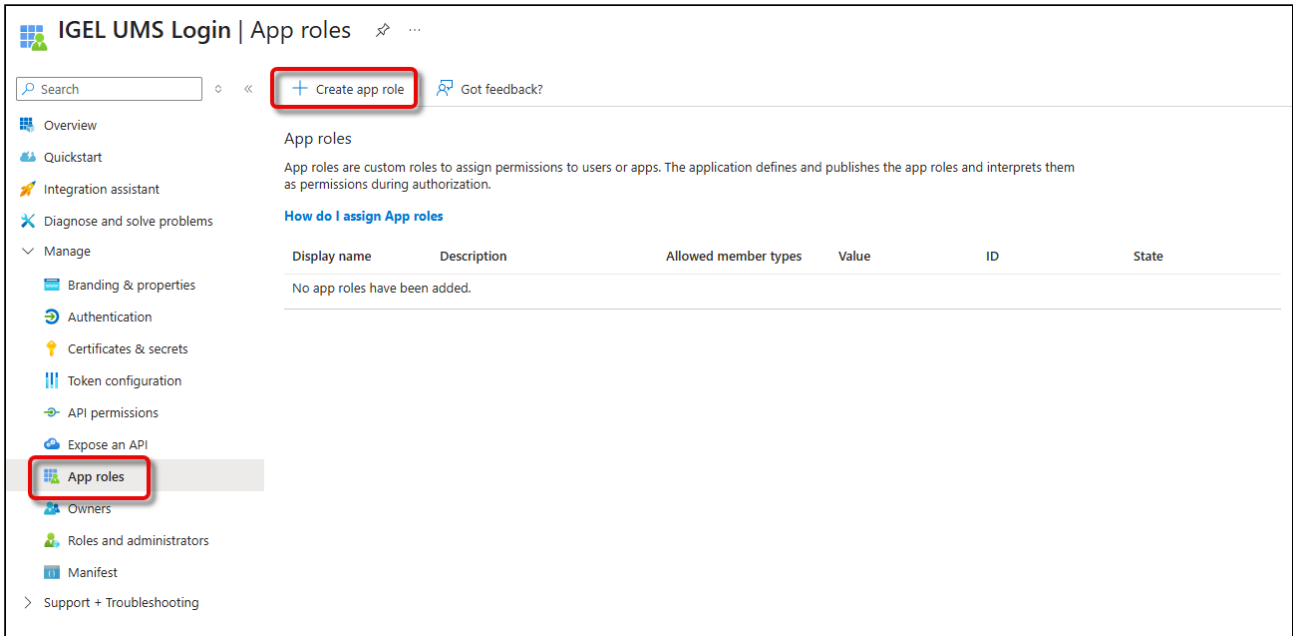 IGEL UMS Login | App roles
Search
Create app role
Got feedback?
Overview
Quickstart
Integration assistant
Diagnose and solve problems
Manage
Branding & properties
Authentication
Certificates & secrets
Token configuration
API permissions
Expose an API
App roles
Owners
Roles and administrators
Manifest
Support + Troubleshooting
App roles
App roles are custom roles to assign permissions to users or apps. The application defines and publishes the app roles and interprets them
as permissions during authorization.
How do I assign App roles
Display name Description Allowed member types Value ID State
No app roles have been added.